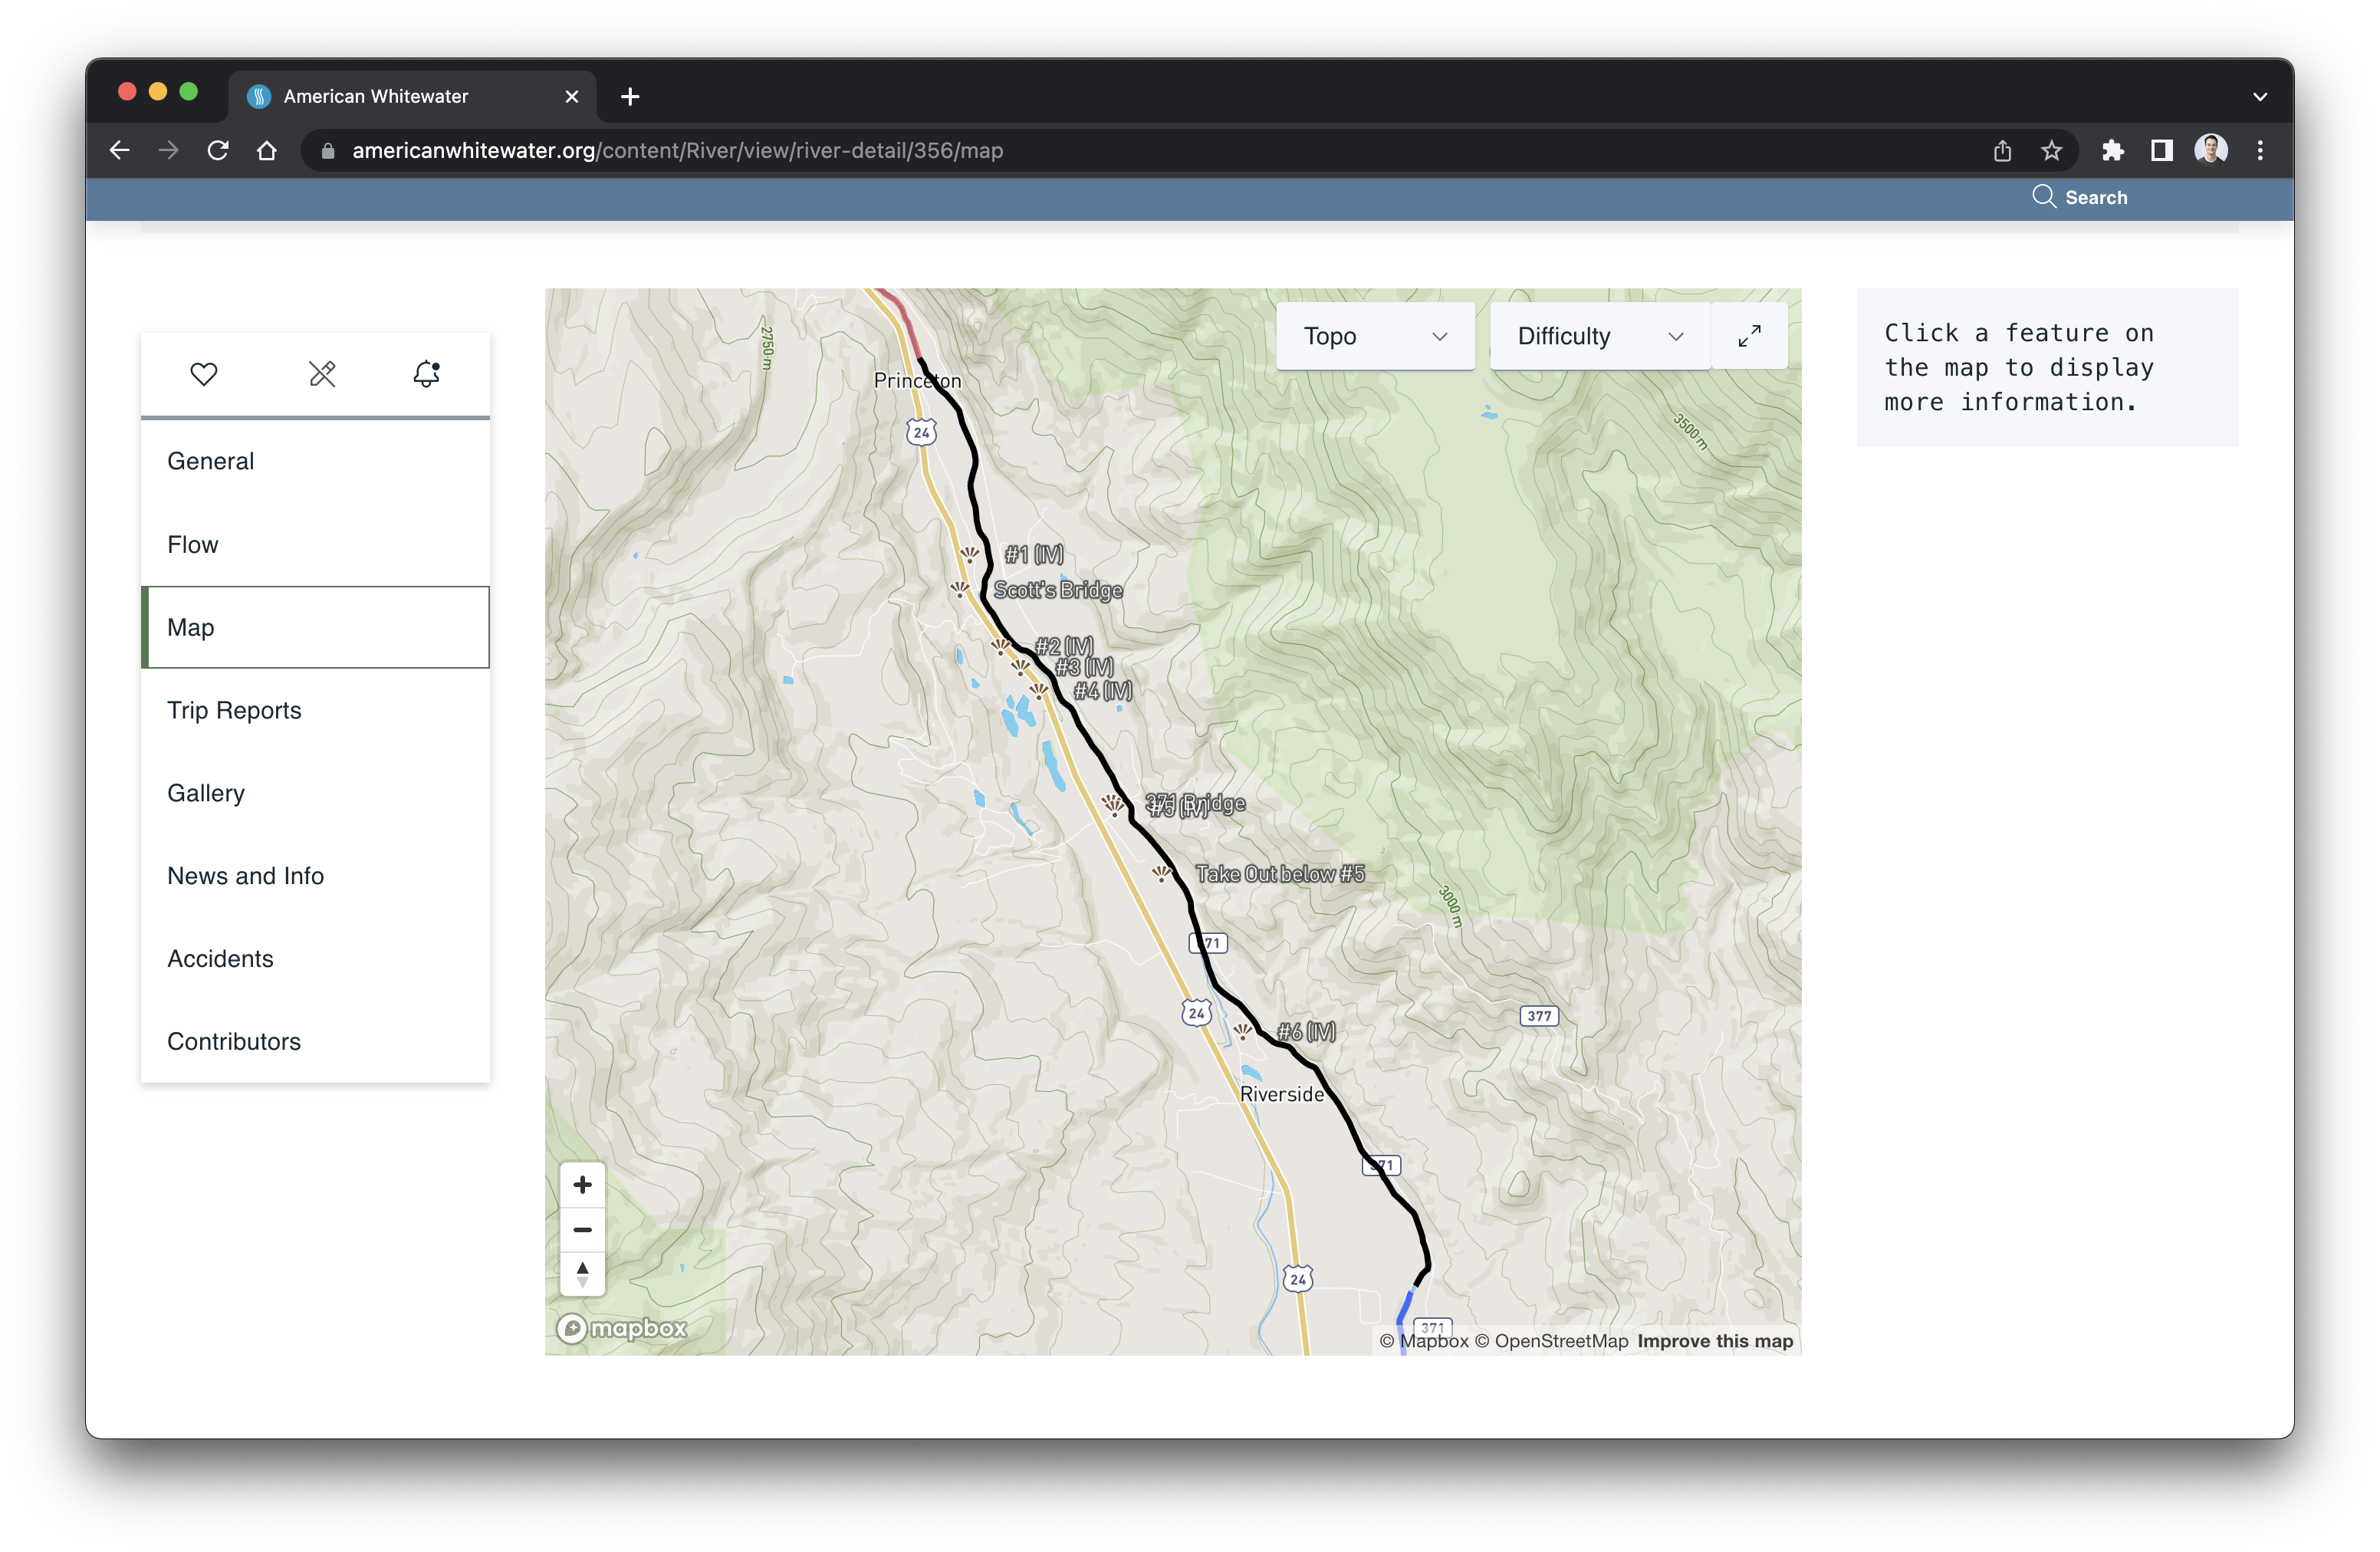 American Whitewater
americanwhitewater.org/content/River/view/river-detail/356/map
Search
General
Flow
Map
Trip Reports
Gallery
News and Info
Accidents
Contributors
Topo
Difficulty
Click a feature on
the map to display
more information.
2750 m
Princeton
24
3500 m
#1 (IV)
Scott's Bridge
#2 (IV)
#3 (IV)
#4 (IV)
371 Bridge
#5 (IV)
Take Out below #5
3000 m
371
24
377
#6 (IV)
Riverside
371
24
371
mapbox
© Mapbox © OpenStreetMap Improve this map